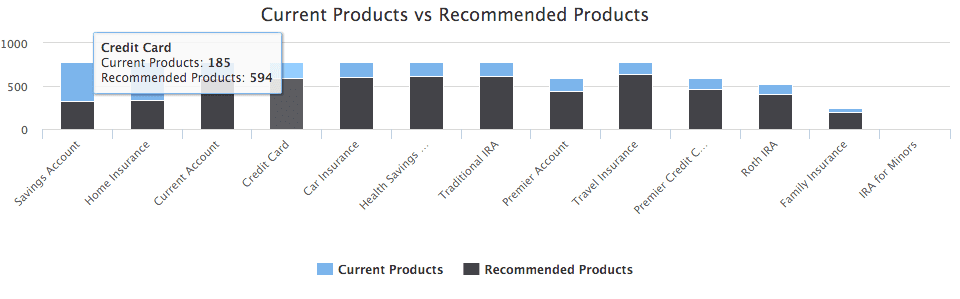 Current Products vs Recommended Products
1000
500
0
Credit Card
Current Products: 185
Recommended Products: 594
Savings Account
Home Insurance
Current Account
Credit Card
Car Insurance
Health Savings ...
Traditional IRA
Premier Account
Travel Insurance
Premier Credit C...
Roth IRA
Family Insurance
IRA for Minors
Current Products
Recommended Products